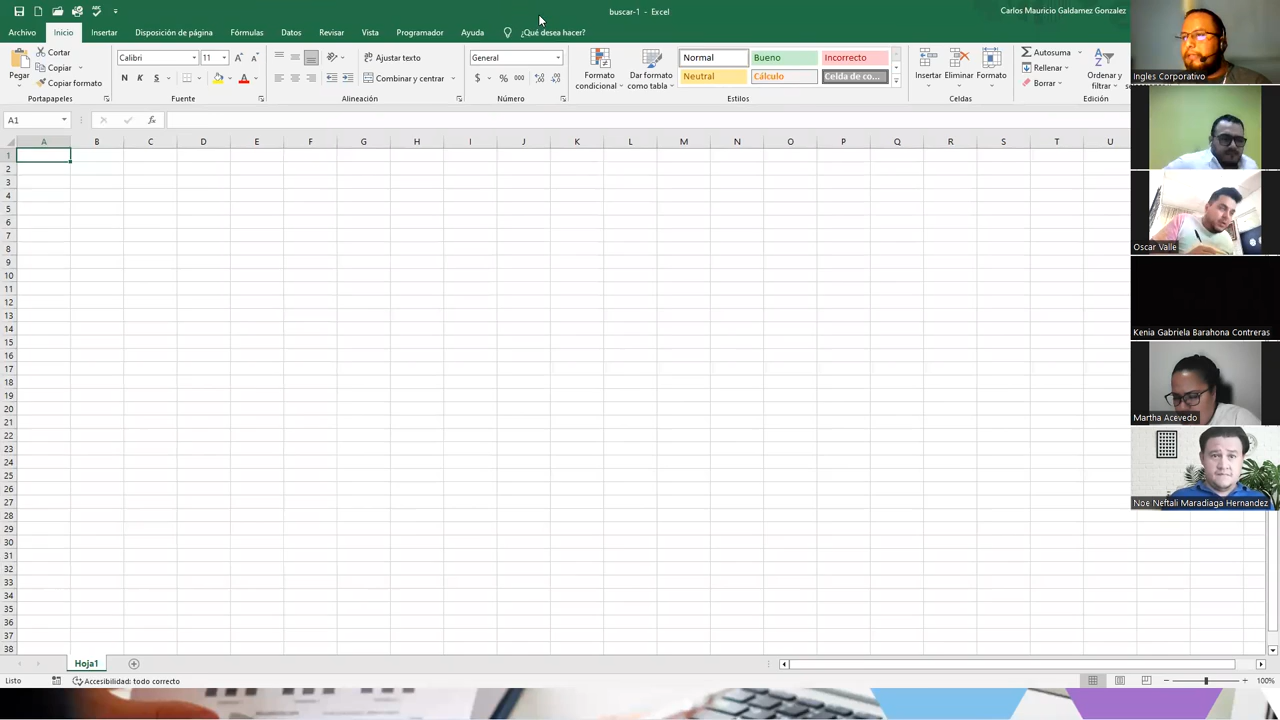 buscar-1 - Excel
Carlos Mauricio Galdamez Gonzalez
Archivo Inicio Insertar Disposición de página Fórmulas Datos Revisar Vista Programador Ayuda ¿Qué desea hacer?
Pegar
Cortar
Copiar
Copiar formato
Portapapeles
Calibri 11
N K S
Fuente
Ajustar texto
Combinar y centrar
Alineación
General
$ % 000
Número
Formato condicional
Dar formato como tabla
Normal Bueno Incorrecto
Neutral Cálculo Celda de co...
Estilos
Insertar Eliminar Formato
Celdas
Autosuma
Rellenar
Borrar
Ordenar y filtrar
Edición
A1
fx
A B C D E F G H I J K L M N O P Q R S T U
1
2
3
4
5
6
7
8
9
10
11
12
13
14
15
16
17
18
19
20
21
22
23
24
25
26
27
28
29
30
31
32
33
34
35
36
37
38
Hoja1
Listo
Accesibilidad: todo correcto
100%
Ingles Corporativo
Oscar Valle
Kenia Gabriela Barahona Contreras
Martha Acevedo
Noé Neftali Maradiaga Hernandez